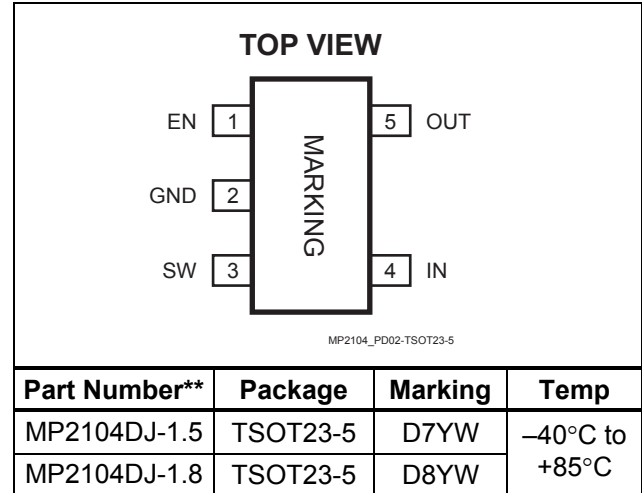 TOP VIEW
EN 1 5 OUT
GND 2
SW 3 4 IN
MARKING
MP2104_PD02-TSOT23-5
Part Number** Package Marking Temp
MP2104DJ-1.5 TSOT23-5 D7YW –40°C to
MP2104DJ-1.8 TSOT23-5 D8YW +85°C